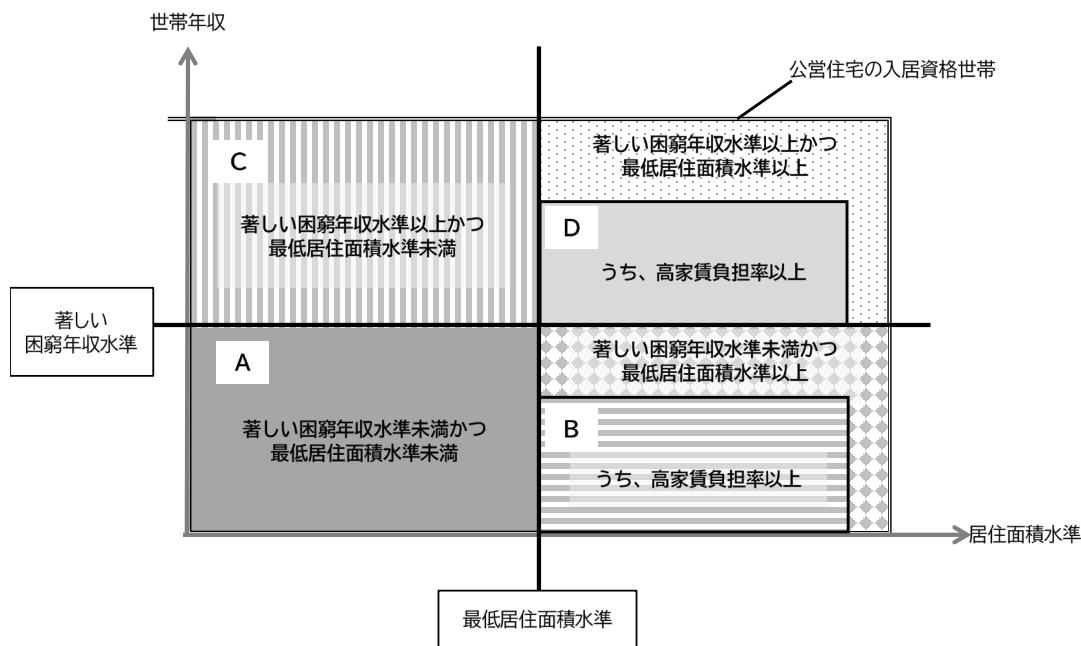 世帯年収
公営住宅の入居資格世帯
C
著しい困窮年収水準以上かつ
最低居住面積水準未満
著しい困窮年収水準以上かつ
最低居住面積水準以上
D
うち、高家賃負担率以上
著しい
困窮年収水準
A
著しい困窮年収水準未満かつ
最低居住面積水準未満
著しい困窮年収水準未満かつ
最低居住面積水準以上
B
うち、高家賃負担率以上
居住面積水準
最低居住面積水準